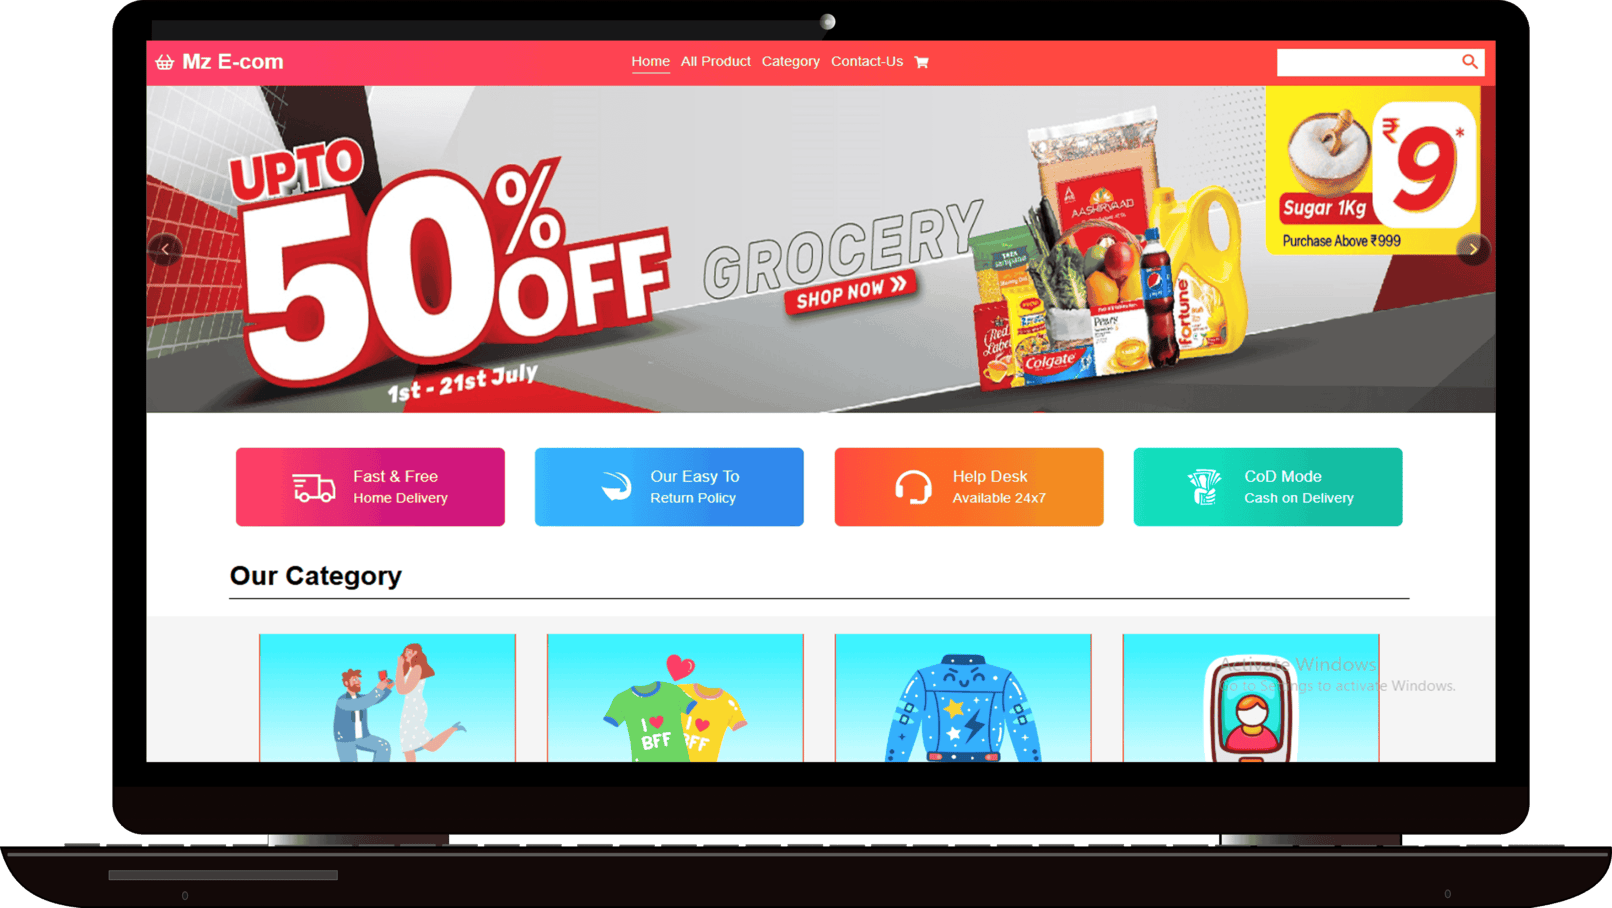 Mz E-com
Home All Product Category Contact-Us
UPTO
50% OFF
1st - 21st July
GROCERY
SHOP NOW »
AASHIRVAAD
TATA
sampann
Red
Label
Colgate
Pears
fortune
₹9*
Sugar 1Kg
Purchase Above ₹999
Fast & Free
Home Delivery
Our Easy To
Return Policy
Help Desk
Available 24x7
CoD Mode
Cash on Delivery
Our Category
I
BFF
I
BFF
Activate Windows
Go to Settings to activate Windows.